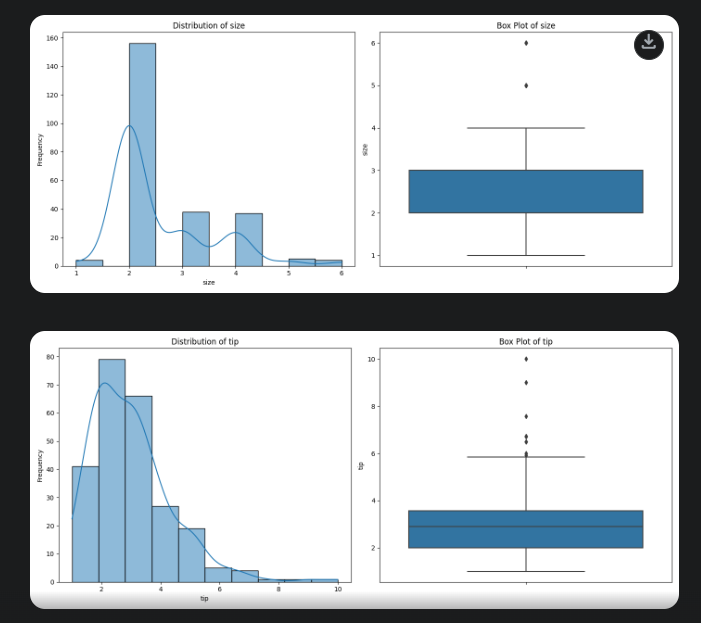 Distribution of size
160
140
120
100
80
60
40
20
0
Frequency
1 2 3 4 5 6
size
Box Plot of size
6
5
4
3
2
1
size
Distribution of tip
80
70
60
50
40
30
20
10
0
Frequency
2 4 6 8 10
tip
Box Plot of tip
10
8
6
4
2
tip